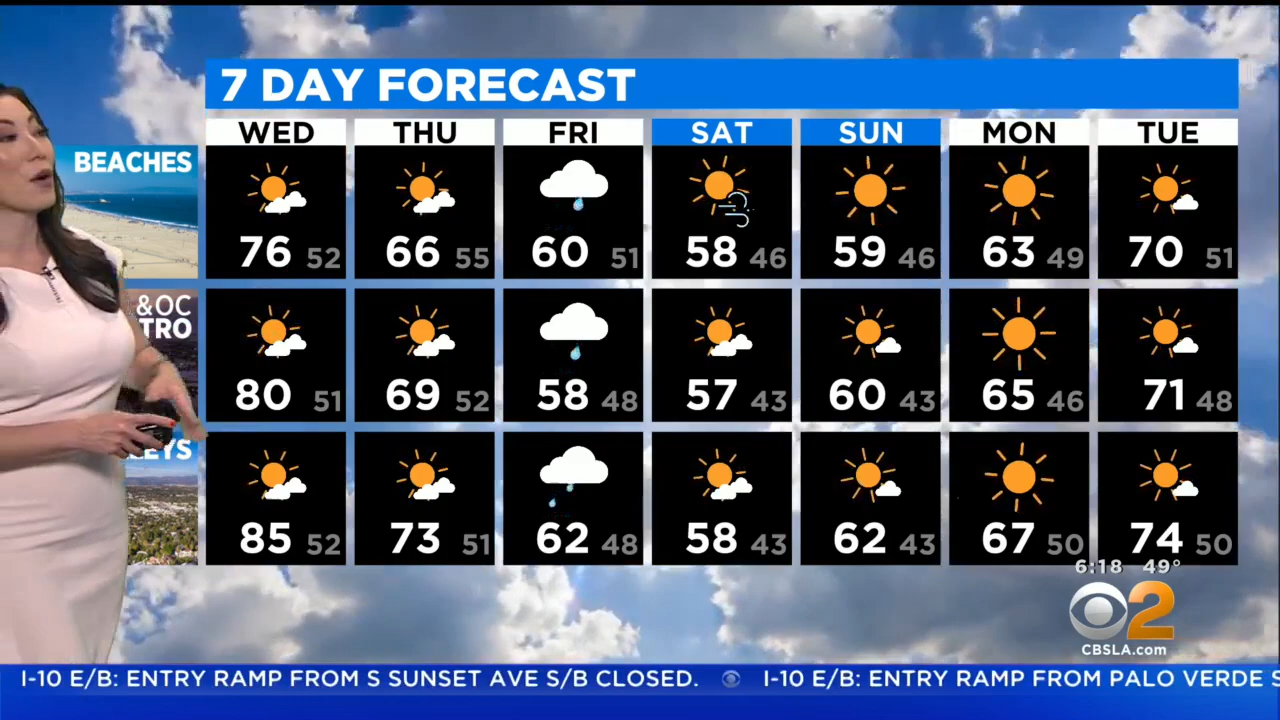 7 DAY FORECAST
WED THU FRI SAT SUN MON TUE
BEACHES
76 52 66 55 60 51 58 46 59 46 63 49 70 51
&OC
80 51 69 52 58 48 57 43 60 43 65 46 71 48
85 52 73 51 62 48 58 43 62 43 67 50 74 50
6:18 49°
2
CBSLA.com
I-10 E/B: ENTRY RAMP FROM S SUNSET AVE S/B CLOSED. I-10 E/B: ENTRY RAMP FROM PALO VERDE S